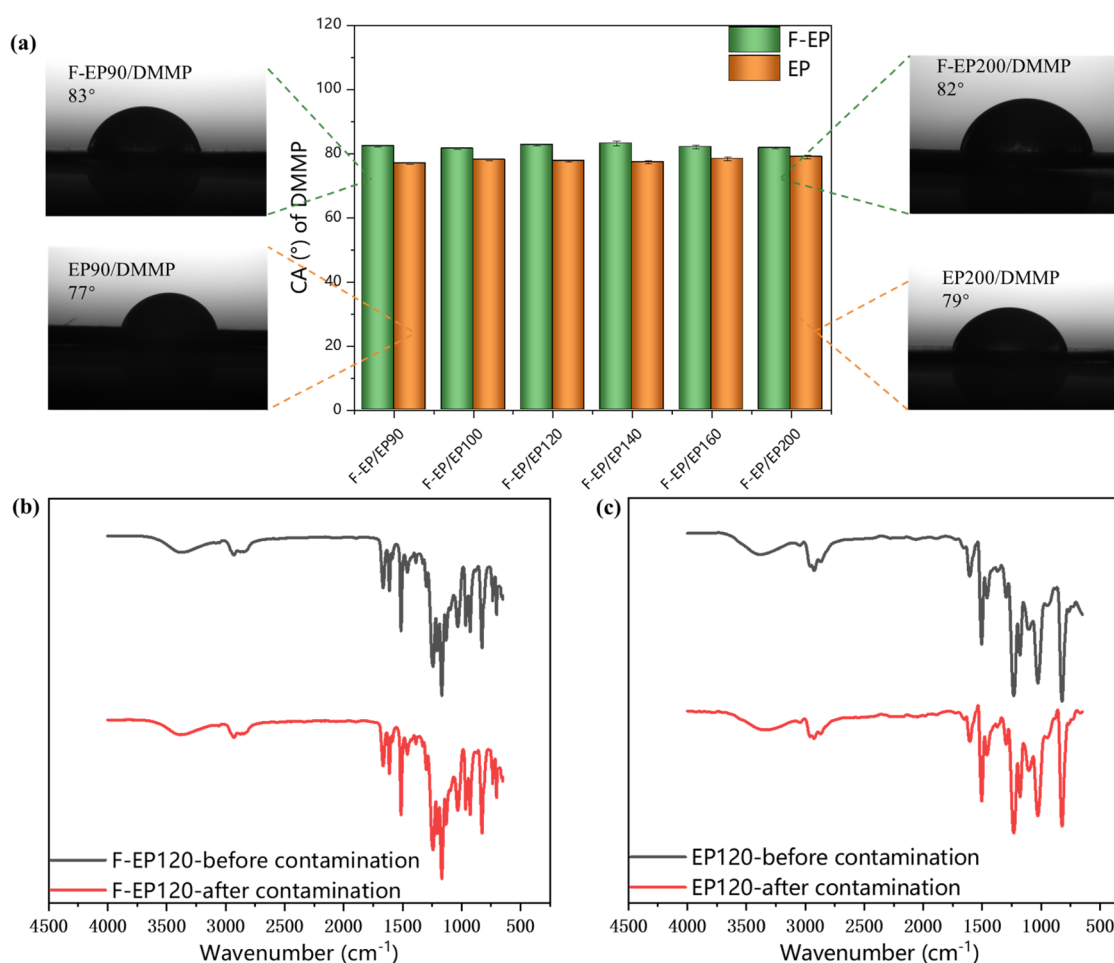 (a)
F-EP90/DMMP
83°
EP90/DMMP
77°
CA (°) of DMMP
120
100
80
60
40
20
0
F-EP
EP
F-EP/EP90
F-EP/EP100
F-EP/EP120
F-EP/EP140
F-EP/EP160
F-EP/EP200
F-EP200/DMMP
82°
EP200/DMMP
79°
(b)
F-EP120-before contamination
F-EP120-after contamination
4500 4000 3500 3000 2500 2000 1500 1000 500
Wavenumber (cm⁻¹)
(c)
EP120-before contamination
EP120-after contamination
4500 4000 3500 3000 2500 2000 1500 1000 500
Wavenumber (cm⁻¹)